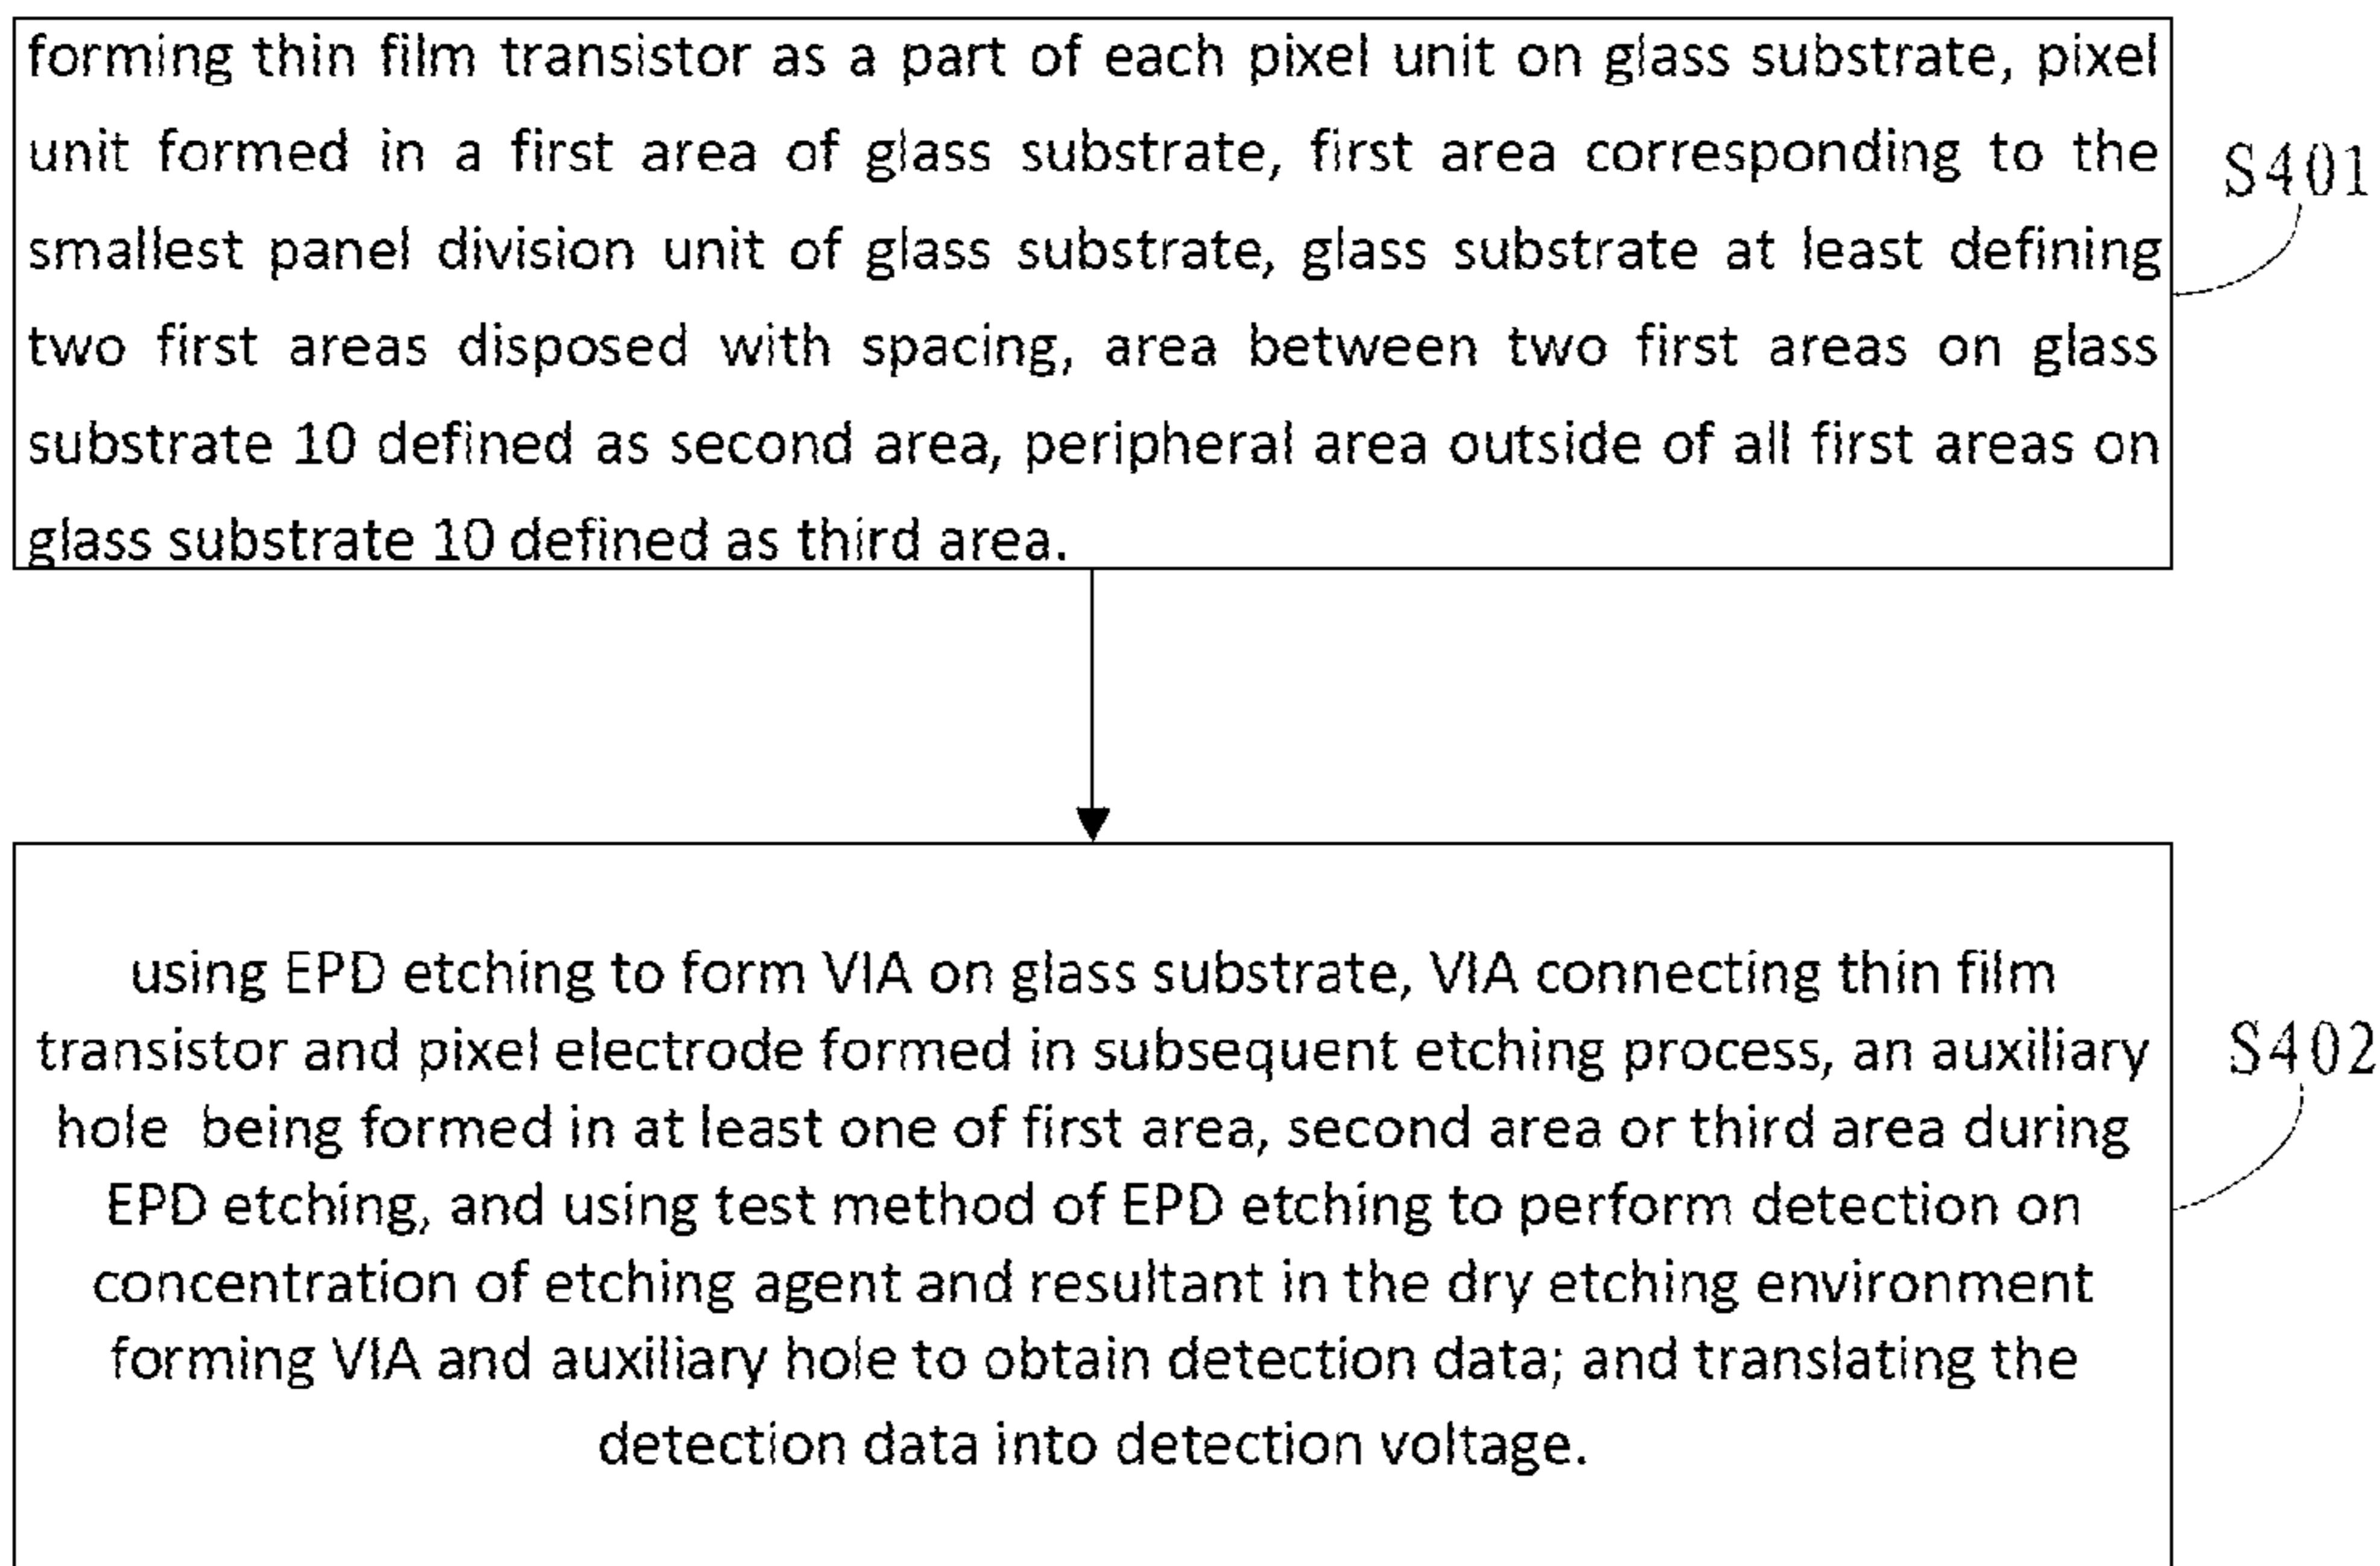 forming thin film transistor as a part of each pixel unit on glass substrate, pixel
unit formed in a first area of glass substrate, first area corresponding to the
smallest panel division unit of glass substrate, glass substrate at least defining
two first areas disposed with spacing, area between two first areas on glass
substrate 10 defined as second area, peripheral area outside of all first areas on
glass substrate 10 defined as third area.
S401
using EPD etching to form VIA on glass substrate, VIA connecting thin film
transistor and pixel electrode formed in subsequent etching process, an auxiliary
hole being formed in at least one of first area, second area or third area during
EPD etching, and using test method of EPD etching to perform detection on
concentration of etching agent and resultant in the dry etching environment
forming VIA and auxiliary hole to obtain detection data; and translating the
detection data into detection voltage.
S402